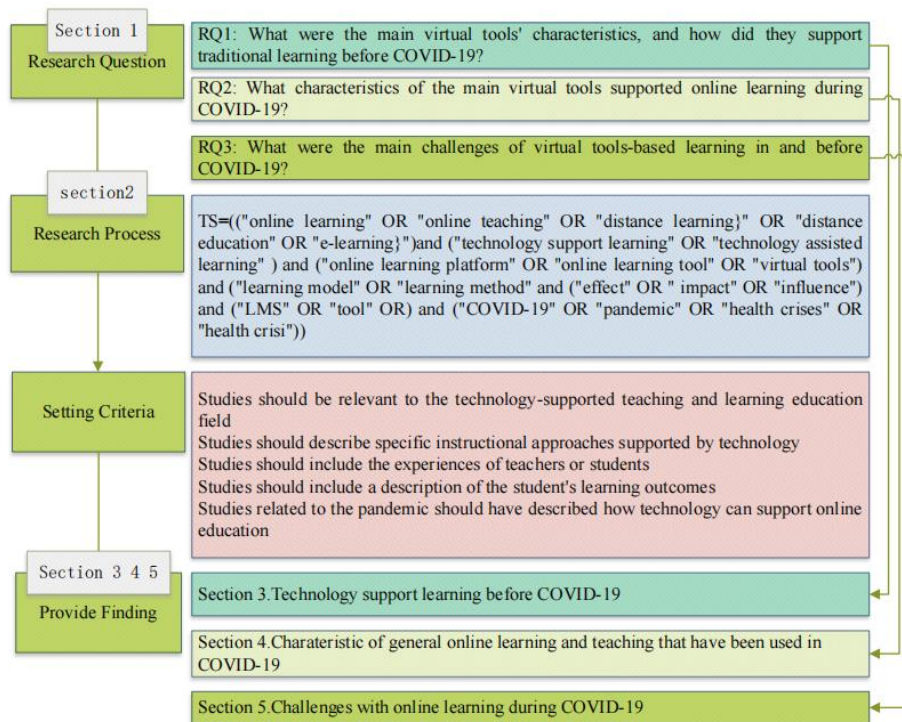 Section 1
Research Question
RQ1: What were the main virtual tools' characteristics, and how did they support
traditional learning before COVID-19?
RQ2: What characteristics of the main virtual tools supported online learning during
COVID-19?
RQ3: What were the main challenges of virtual tools-based learning in and before
COVID-19?
section2
Research Process
TS=(("online learning" OR "online teaching" OR "distance learning}" OR "distance
education" OR "e-learning}")and ("technology support learning" OR "technology assisted
learning" ) and ("online learning platform" OR "online learning tool" OR "virtual tools")
and ("learning model" OR "learning method" and ("effect" OR " impact" OR "influence")
and ("LMS" OR "tool" OR) and ("COVID-19" OR "pandemic" OR "health crises" OR
"health crisi"))
Setting Criteria
Studies should be relevant to the technology-supported teaching and learning education
field
Studies should describe specific instructional approaches supported by technology
Studies should include the experiences of teachers or students
Studies should include a description of the student's learning outcomes
Studies related to the pandemic should have described how technology can support online
education
Section 3 4 5
Provide Finding
Section 3.Technology support learning before COVID-19
Section 4.Charateristic of general online learning and teaching that have been used in
COVID-19
Section 5.Challenges with online learning during COVID-19